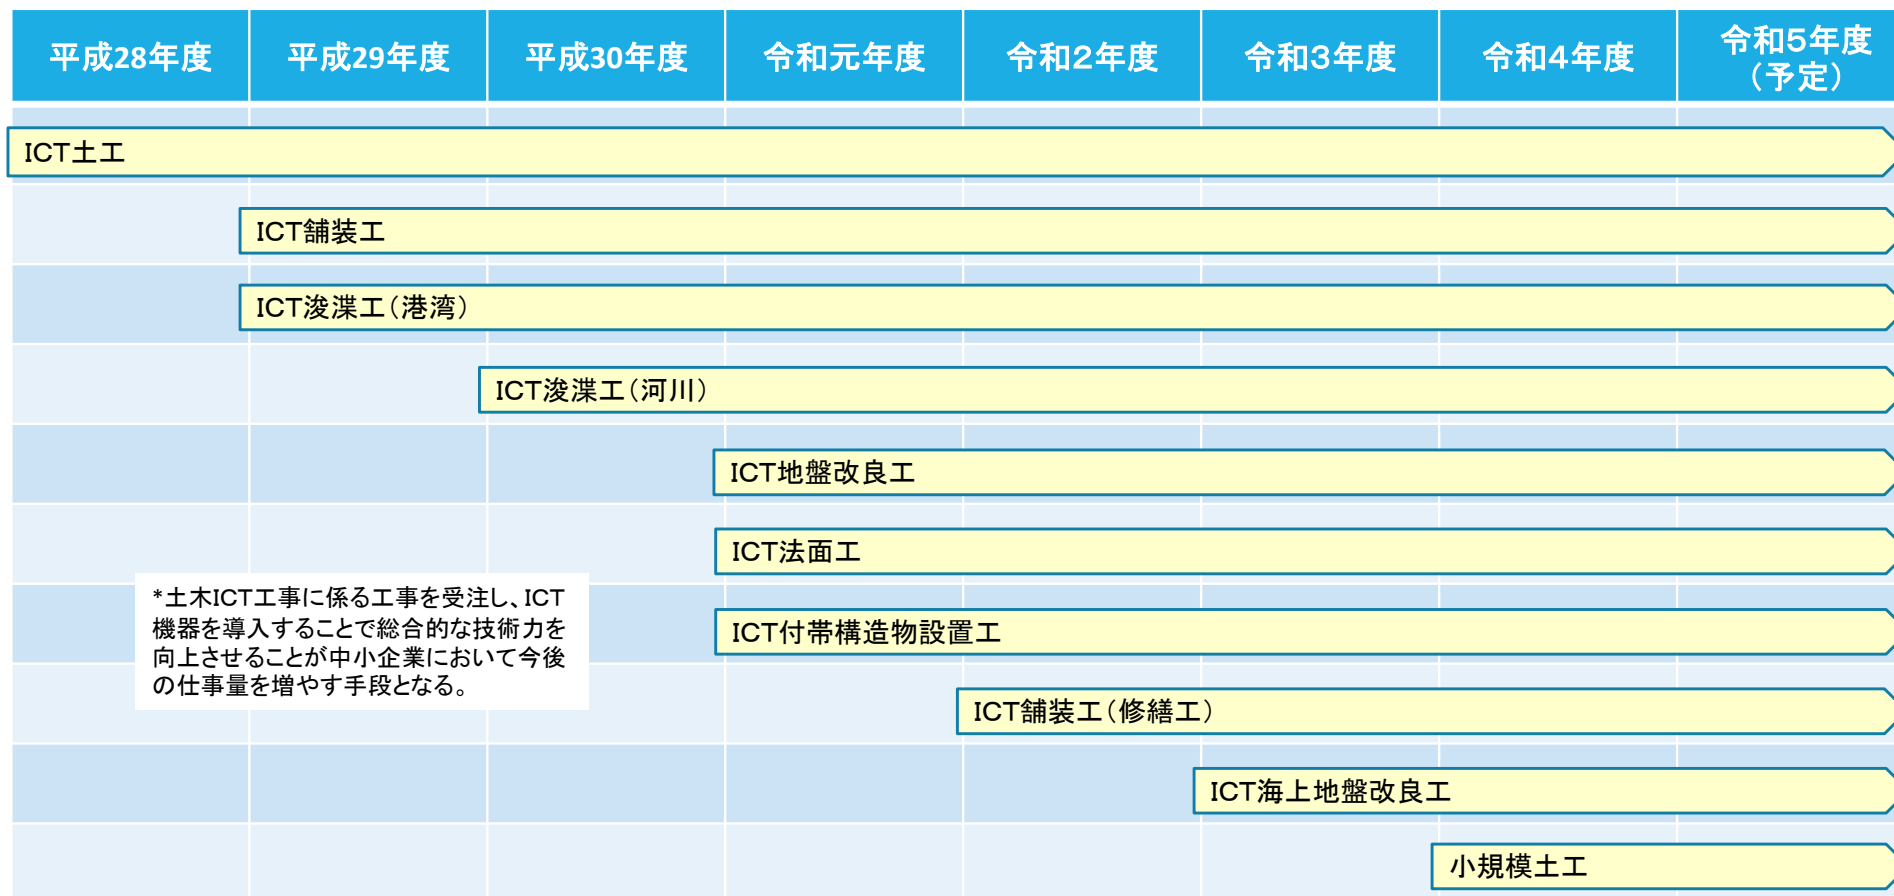 平成28年度
平成29年度
平成30年度
令和元年度
令和2年度
令和3年度
令和4年度
令和5年度
（予定）
ICT土工
ICT舗装工
ICT浚渫工（港湾）
ICT浚渫工（河川）
ICT地盤改良工
ICT法面工
*土木ICT工事に係る工事を受注し、ICT
機器を導入することで総合的な技術力を
向上させることが中小企業において今後
の仕事量を増やす手段となる。
ICT付帯構造物設置工
ICT舗装工（修繕工）
ICT海上地盤改良工
小規模土工